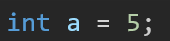 int a = 5;